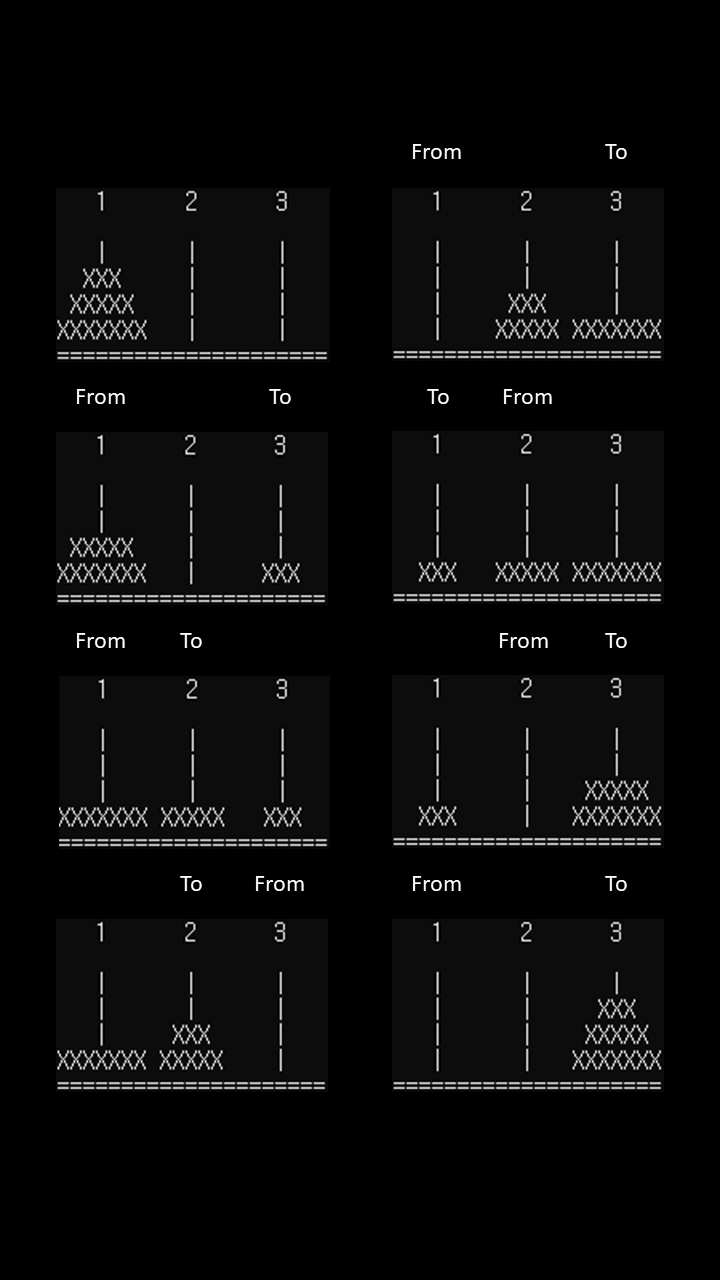 1 2 3
|  |  |
XXX  |  |
XXXXX  |  |
XXXXXXX  |  |
=====================
From To
1 2 3
|  |  |
|  |  |
XXXXX  |  |
XXXXXXX  |  XXX
=====================
From To
1 2 3
|  |  |
|  |  |
|  |  |
XXXXXXX XXXXX XXX
=====================
To From
1 2 3
|  |  |
|  |  |
|  XXX  |
XXXXXXX XXXXX  |
=====================
From To
1 2 3
|  |  |
|  |  |
|  XXX  |
|  XXXXX XXXXXXX
=====================
To From
1 2 3
|  |  |
|  |  |
|  |  |
XXX XXXXX XXXXXXX
=====================
From To
1 2 3
|  |  |
|  |  |
|  |  XXXXX
XXX  |  XXXXXXX
=====================
From To
1 2 3
|  |  |
|  |  XXX
|  |  XXXXX
|  |  XXXXXXX
=====================